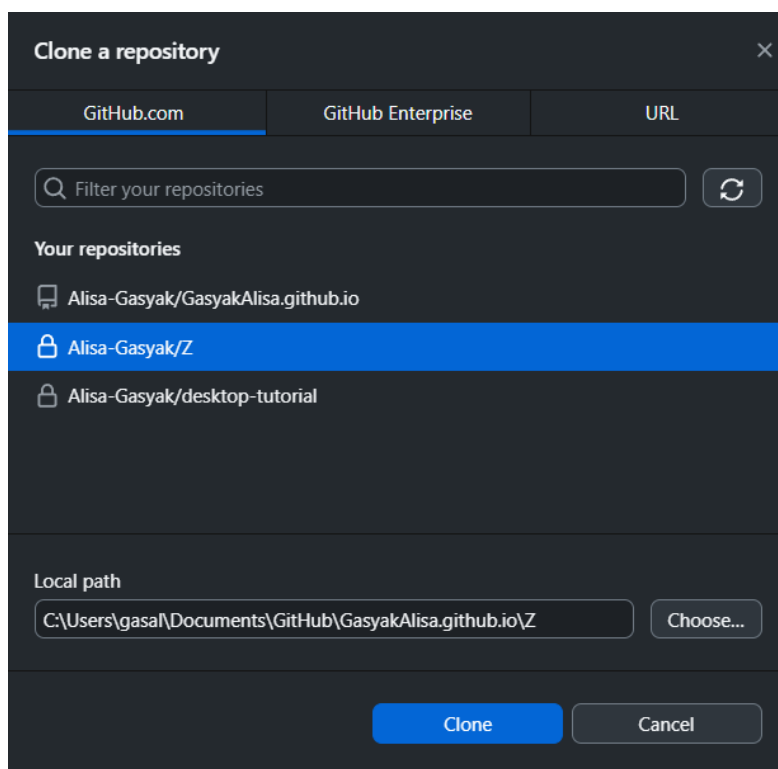 Clone a repository
GitHub.com
GitHub Enterprise
URL
Filter your repositories
Your repositories
Alisa-Gasyak/GasyakAlisa.github.io
Alisa-Gasyak/Z
Alisa-Gasyak/desktop-tutorial
Local path
C:\Users\gasal\Documents\GitHub\GasyakAlisa.github.io\Z
Choose...
Clone
Cancel